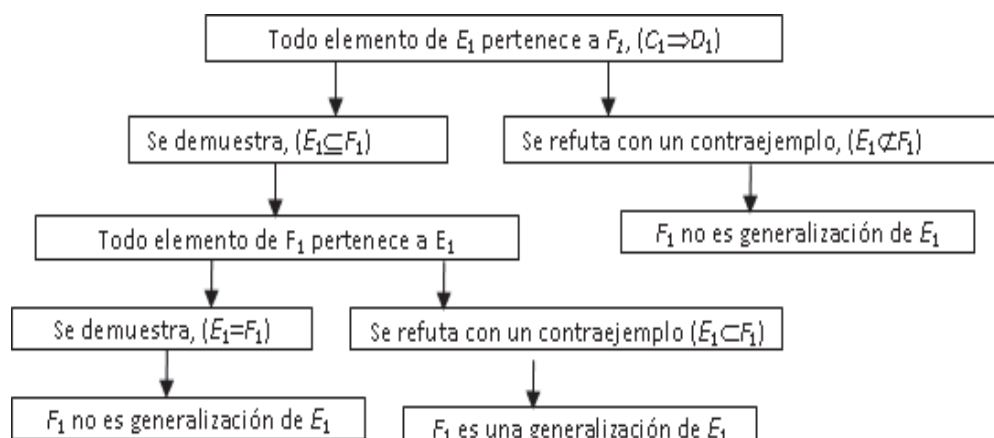 Todo elemento de E₁ pertenece a F₁, (C₁⇒D₁)
Se demuestra, (E₁⊆F₁)
Se refuta con un contraejemplo, (E₁⊄F₁)
F₁ no es generalización de E₁
Todo elemento de F₁ pertenece a E₁
Se demuestra, (E₁=F₁)
Se refuta con un contraejemplo (E₁⊂F₁)
F₁ no es generalización de E₁
F₁ es una generalización de E₁